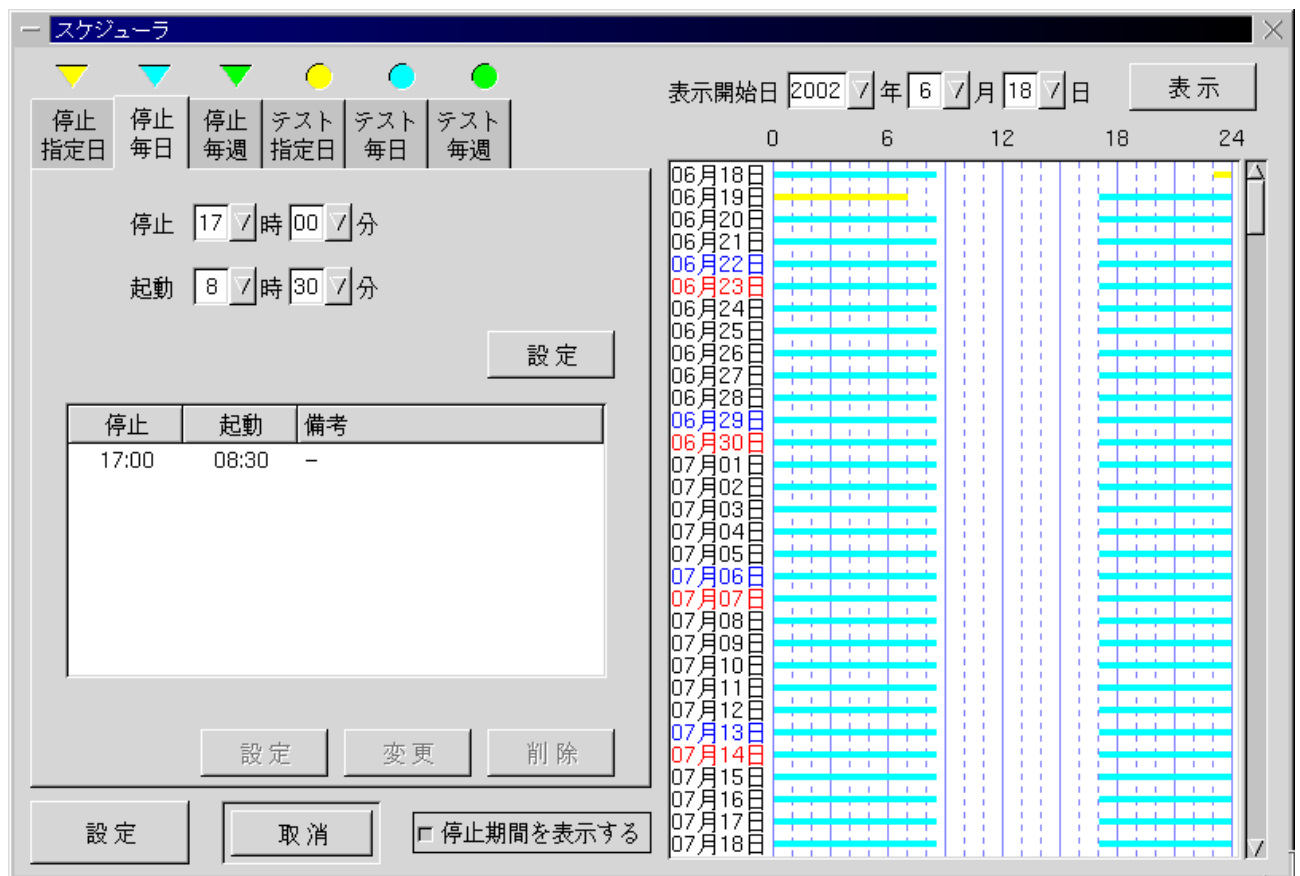 スケジューラ
停止
指定日
停止
毎日
停止
毎週
テスト
指定日
テスト
毎日
テスト
毎週
停止 17 時 00 分
起動 8 時 30 分
設定
停止 起動 備考
17:00 08:30 –
設定 変更 削除
設定 取消 停止期間を表示する
表示開始日 2002 年 6 月 18 日 表示
0 6 12 18 24
06月18日
06月19日
06月20日
06月21日
06月22日
06月23日
06月24日
06月25日
06月26日
06月27日
06月28日
06月29日
06月30日
07月01日
07月02日
07月03日
07月04日
07月05日
07月06日
07月07日
07月08日
07月09日
07月10日
07月11日
07月12日
07月13日
07月14日
07月15日
07月16日
07月17日
07月18日